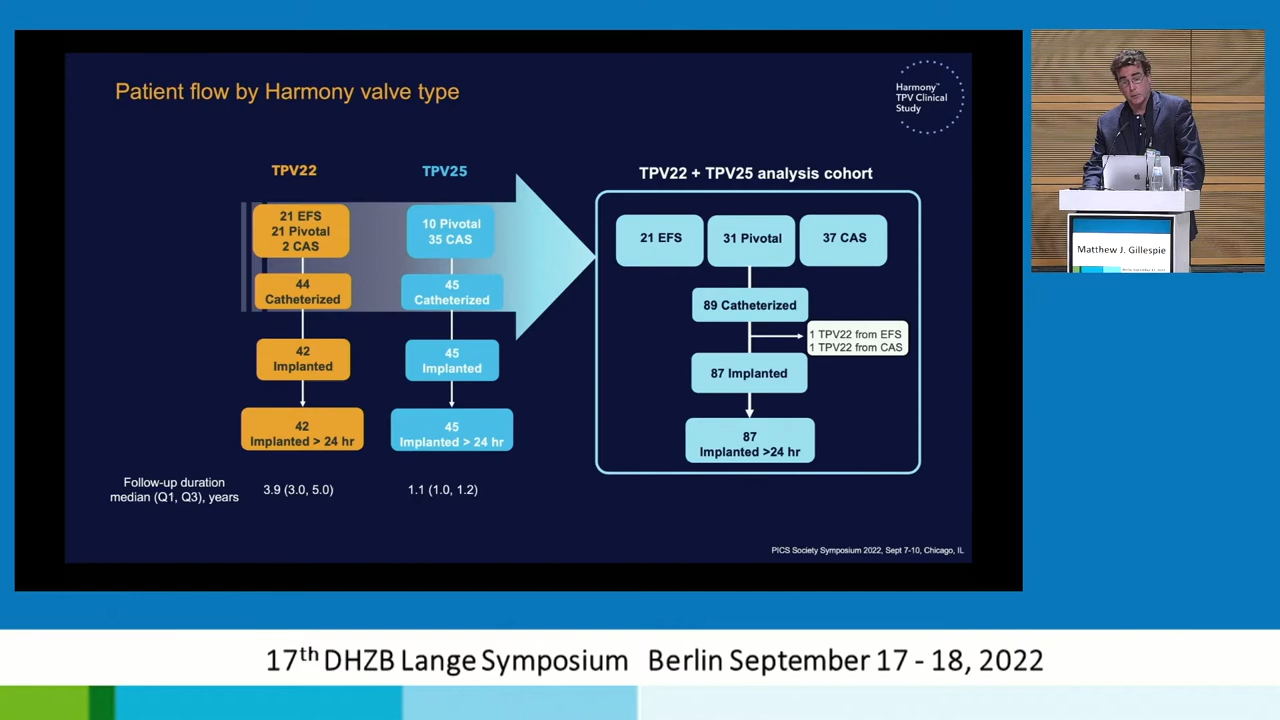 Patient flow by Harmony valve type
Harmony™
TPV Clinical
Study
TPV22
TPV25
TPV22 + TPV25 analysis cohort
21 EFS
21 Pivotal
2 CAS
10 Pivotal
35 CAS
21 EFS
31 Pivotal
37 CAS
44
Catheterized
45
Catheterized
89 Catheterized
1 TPV22 from EFS
1 TPV22 from CAS
42
Implanted
45
Implanted
87 Implanted
42
Implanted > 24 hr
45
Implanted > 24 hr
87
Implanted >24 hr
Follow-up duration
median (Q1, Q3), years
3.9 (3.0, 5.0)
1.1 (1.0, 1.2)
PICS Society Symposium 2022, Sept 7-10, Chicago, IL
Matthew J. Gillespie
17th DHZB Lange Symposium Berlin September 17 - 18, 2022